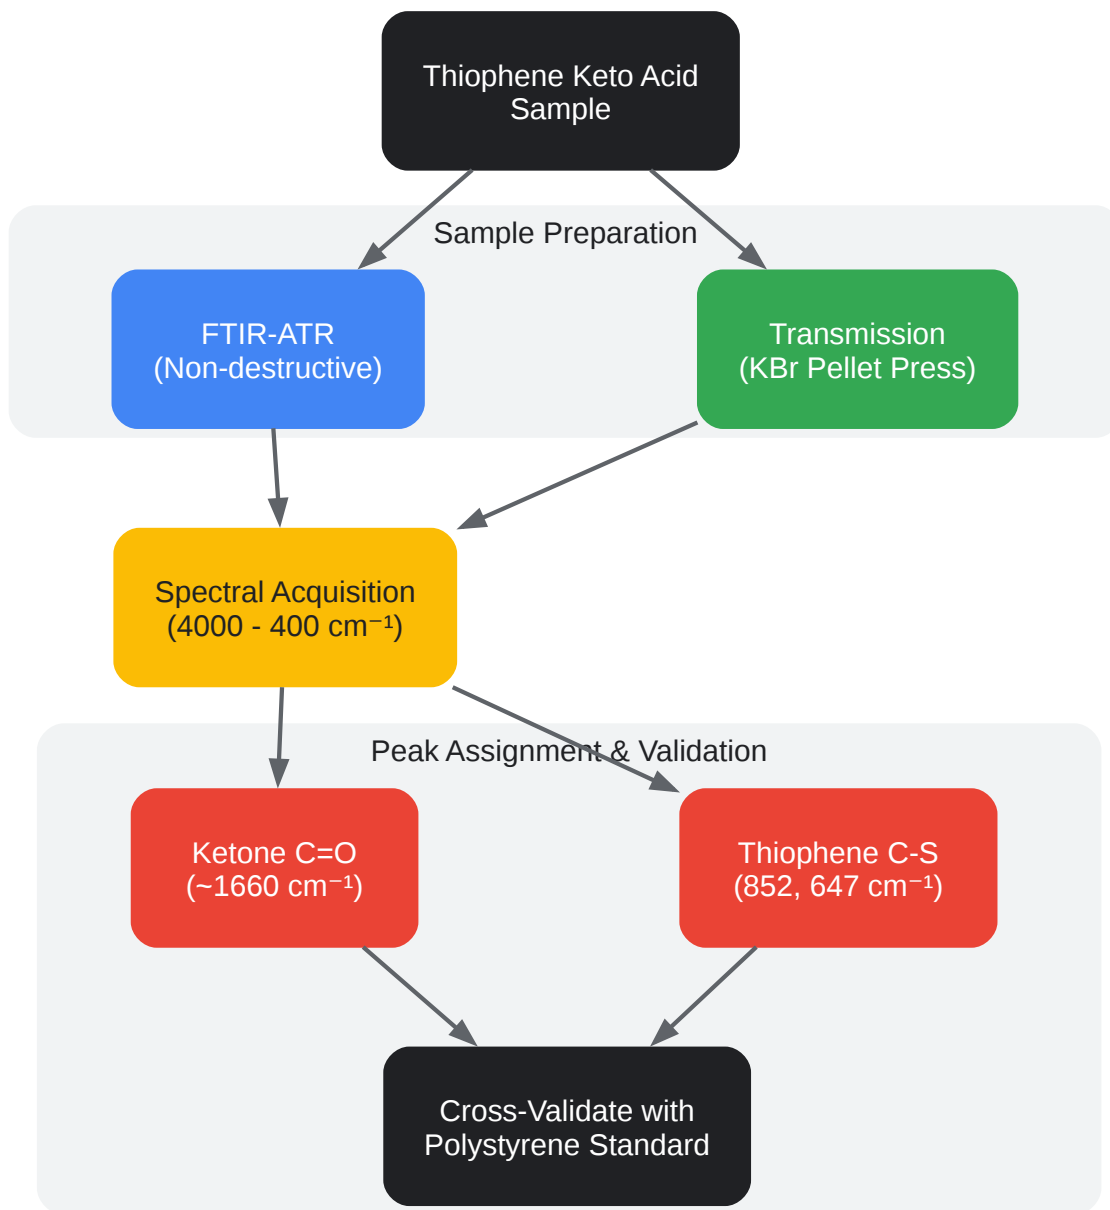 Thiophene Keto Acid
Sample
Sample Preparation
FTIR-ATR
(Non-destructive)
Transmission
(KBr Pellet Press)
Spectral Acquisition
(4000 - 400 cm⁻¹)
Peak Assignment & Validation
Ketone C=O
(~1660 cm⁻¹)
Thiophene C-S
(852, 647 cm⁻¹)
Cross-Validate with
Polystyrene Standard